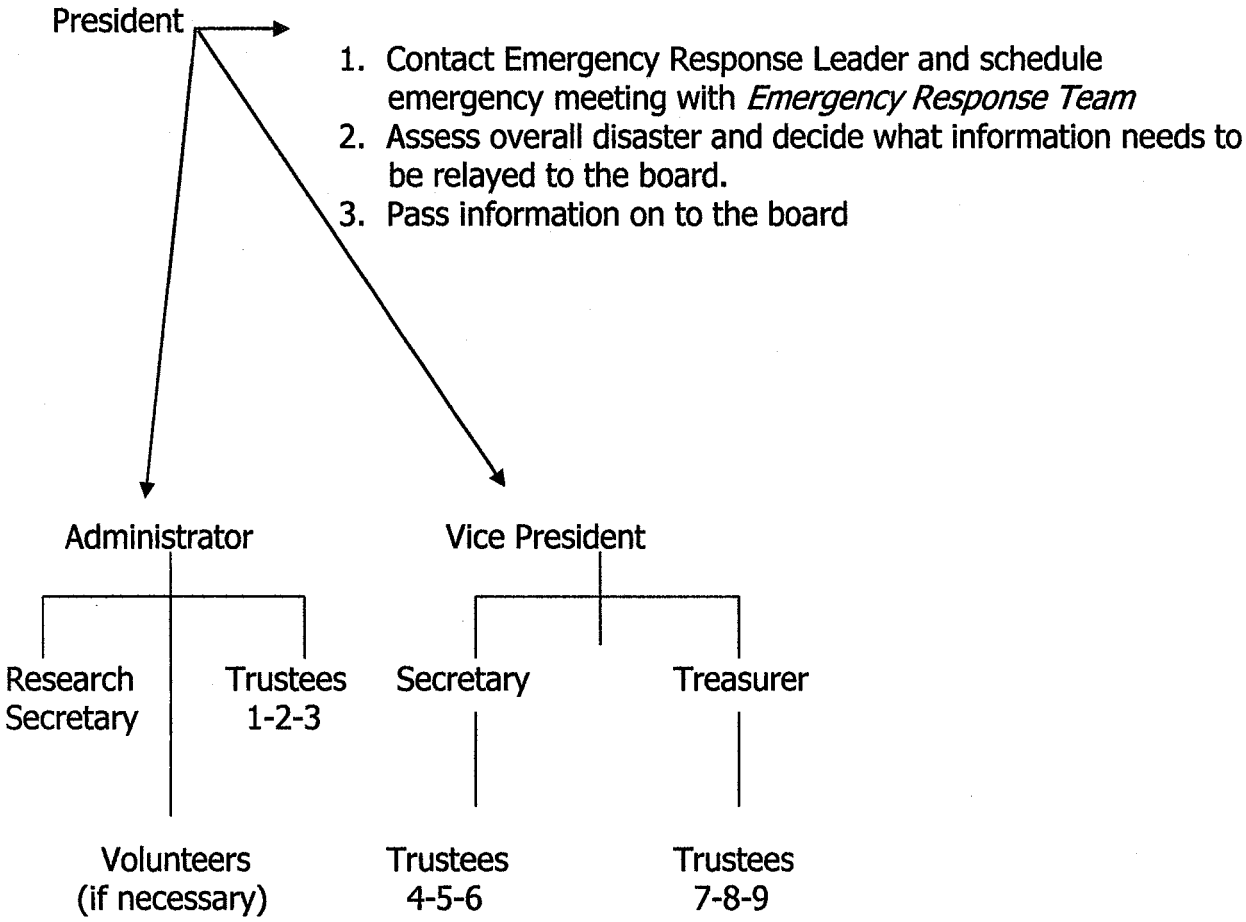 President
1. Contact Emergency Response Leader and schedule
emergency meeting with Emergency Response Team
2. Assess overall disaster and decide what information needs to
be relayed to the board.
3. Pass information on to the board
Administrator
Vice President
Research
Secretary
Trustees
1-2-3
Secretary
Treasurer
Volunteers
(if necessary)
Trustees
4-5-6
Trustees
7-8-9